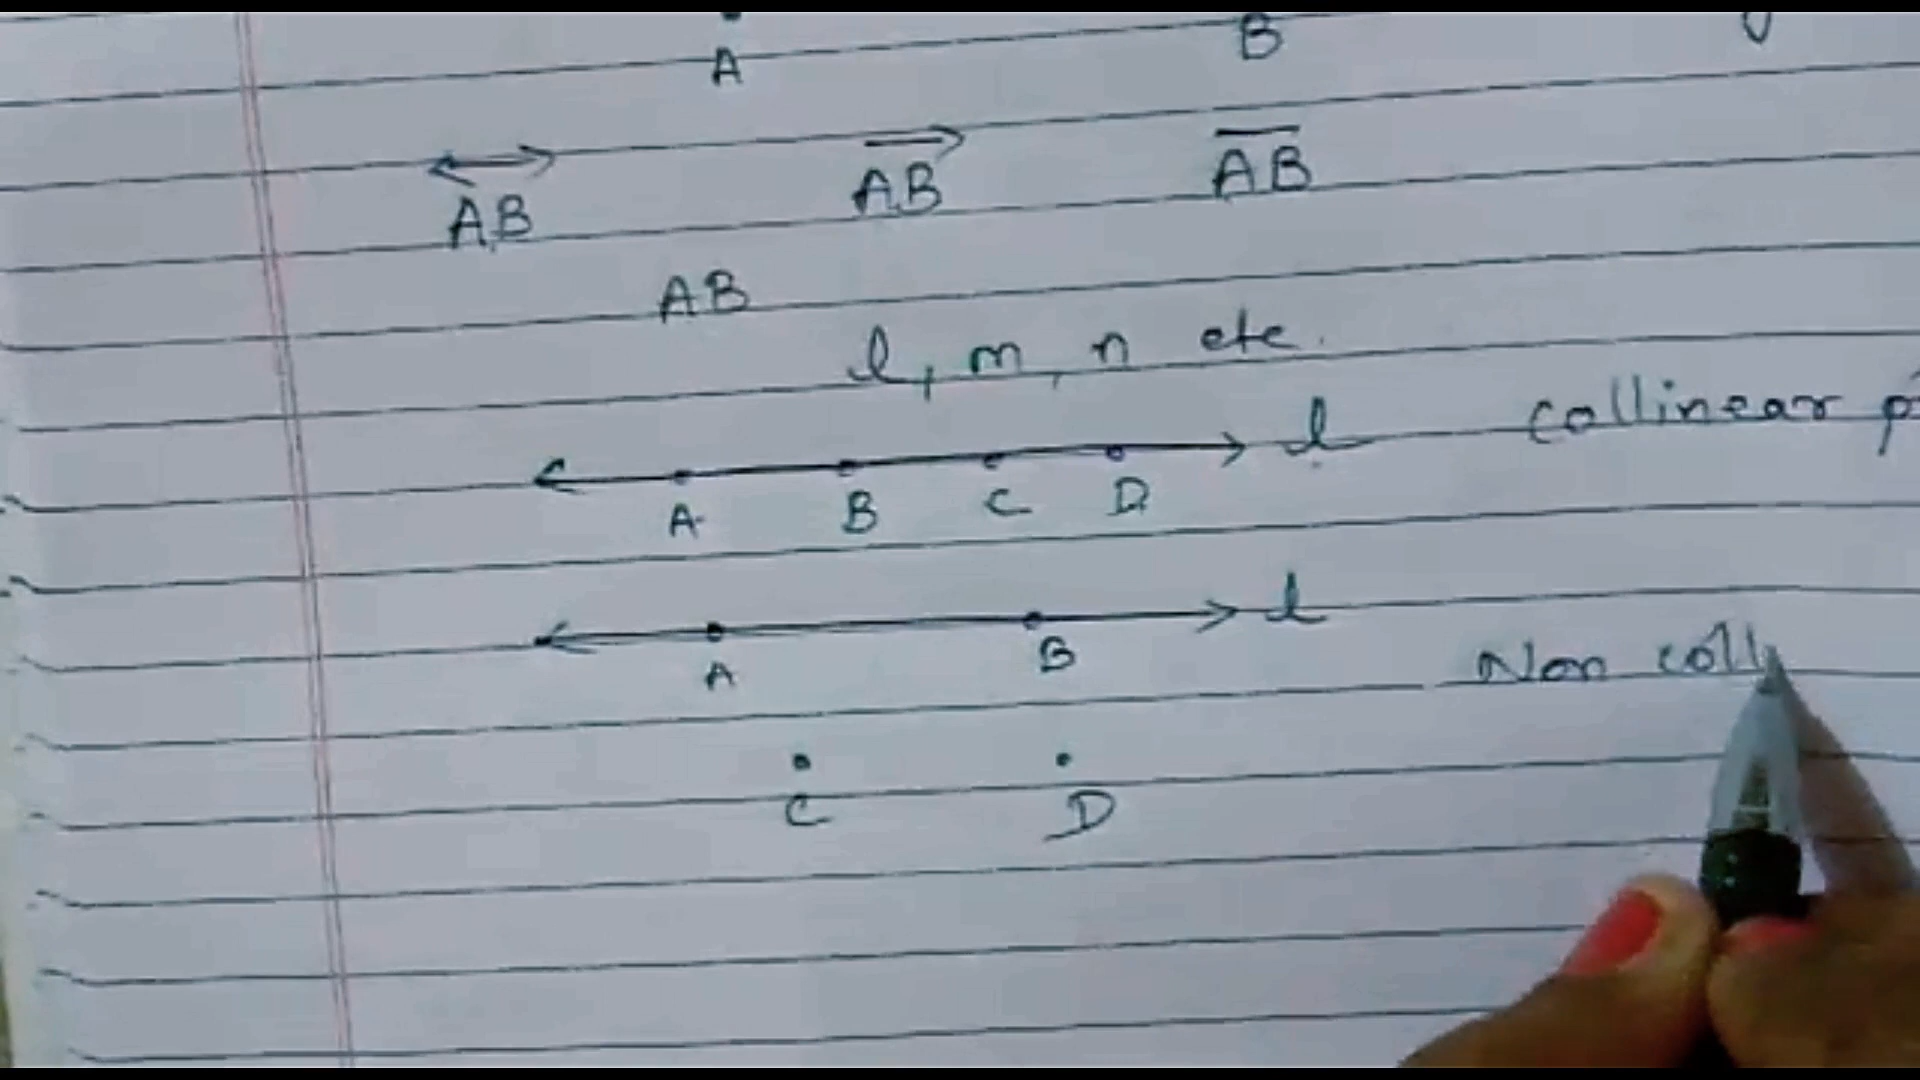 A B
AB AB AB
AB
l, m, n etc.
l collinear
A B C D
l
A B Non coll
C D